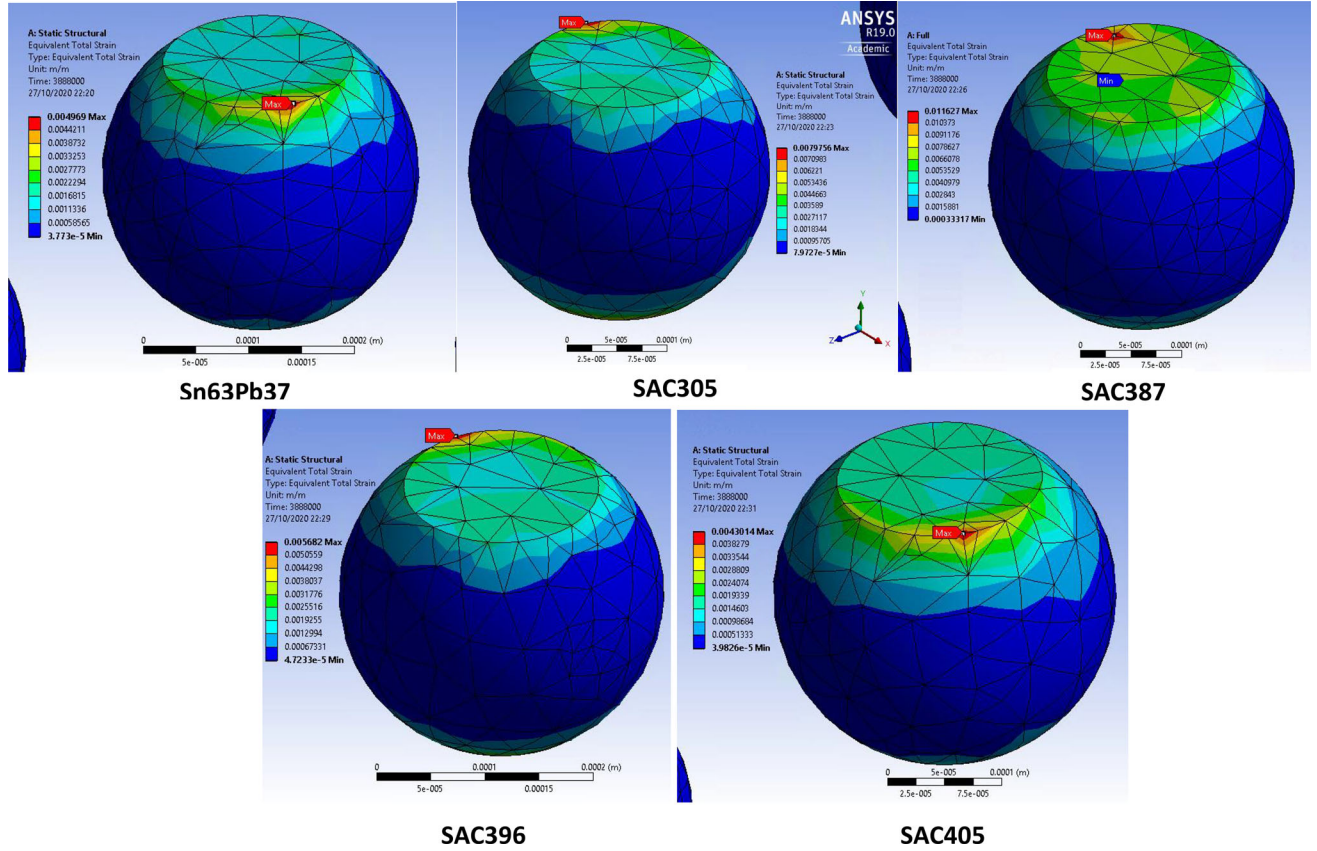 A: Static Structural
Equivalent Total Strain
Type: Equivalent Total Strain
Unit: m/m
Time: 3888000
27/10/2020 22:20
0.004969 Max
0.0044211
0.0038732
0.0033253
0.0027773
0.0022294
0.0016815
0.0011336
0.00058565
3.773e-5 Min
Max
0
0.0001
0.0002 (m)
5e-005
0.00015
Sn63Pb37
Max
ANSYS
R19.0
Academic
A: Static Structural
Equivalent Total Strain
Type: Equivalent Total Strain
Unit: m/m
Time: 3888000
27/10/2020 22:23
0.0079756 Max
0.0070983
0.006221
0.0053436
0.0044663
0.003589
0.0027117
0.0018344
0.00095705
7.9727e-5 Min
0
5e-005
0.0001 (m)
2.5e-005
7.5e-005
Y
Z
X
SAC305
A: Full
Equivalent Total Strain
Type: Equivalent Total Strain
Unit: m/m
Time: 3888000
27/10/2020 22:26
0.011627 Max
0.010373
0.0091176
0.0078627
0.0066078
0.0053529
0.0040979
0.002843
0.0015881
0.00033317 Min
Max
Min
0
5e-005
0.0001 (m)
2.5e-005
7.5e-005
SAC387
A: Static Structural
Equivalent Total Strain
Type: Equivalent Total Strain
Unit: m/m
Time: 3888000
27/10/2020 22:29
0.005682 Max
0.0050559
0.0044298
0.0038037
0.0031776
0.0025516
0.0019255
0.0012994
0.00067331
4.7233e-5 Min
Max
0
0.0001
0.0002 (m)
5e-005
0.00015
SAC396
A: Static Structural
Equivalent Total Strain
Type: Equivalent Total Strain
Unit: m/m
Time: 3888000
27/10/2020 22:31
0.0043014 Max
0.0038279
0.0033544
0.0028809
0.0024074
0.0019339
0.0014603
0.00098684
0.00051333
3.9826e-5 Min
Max
0
5e-005
0.0001 (m)
2.5e-005
7.5e-005
SAC405